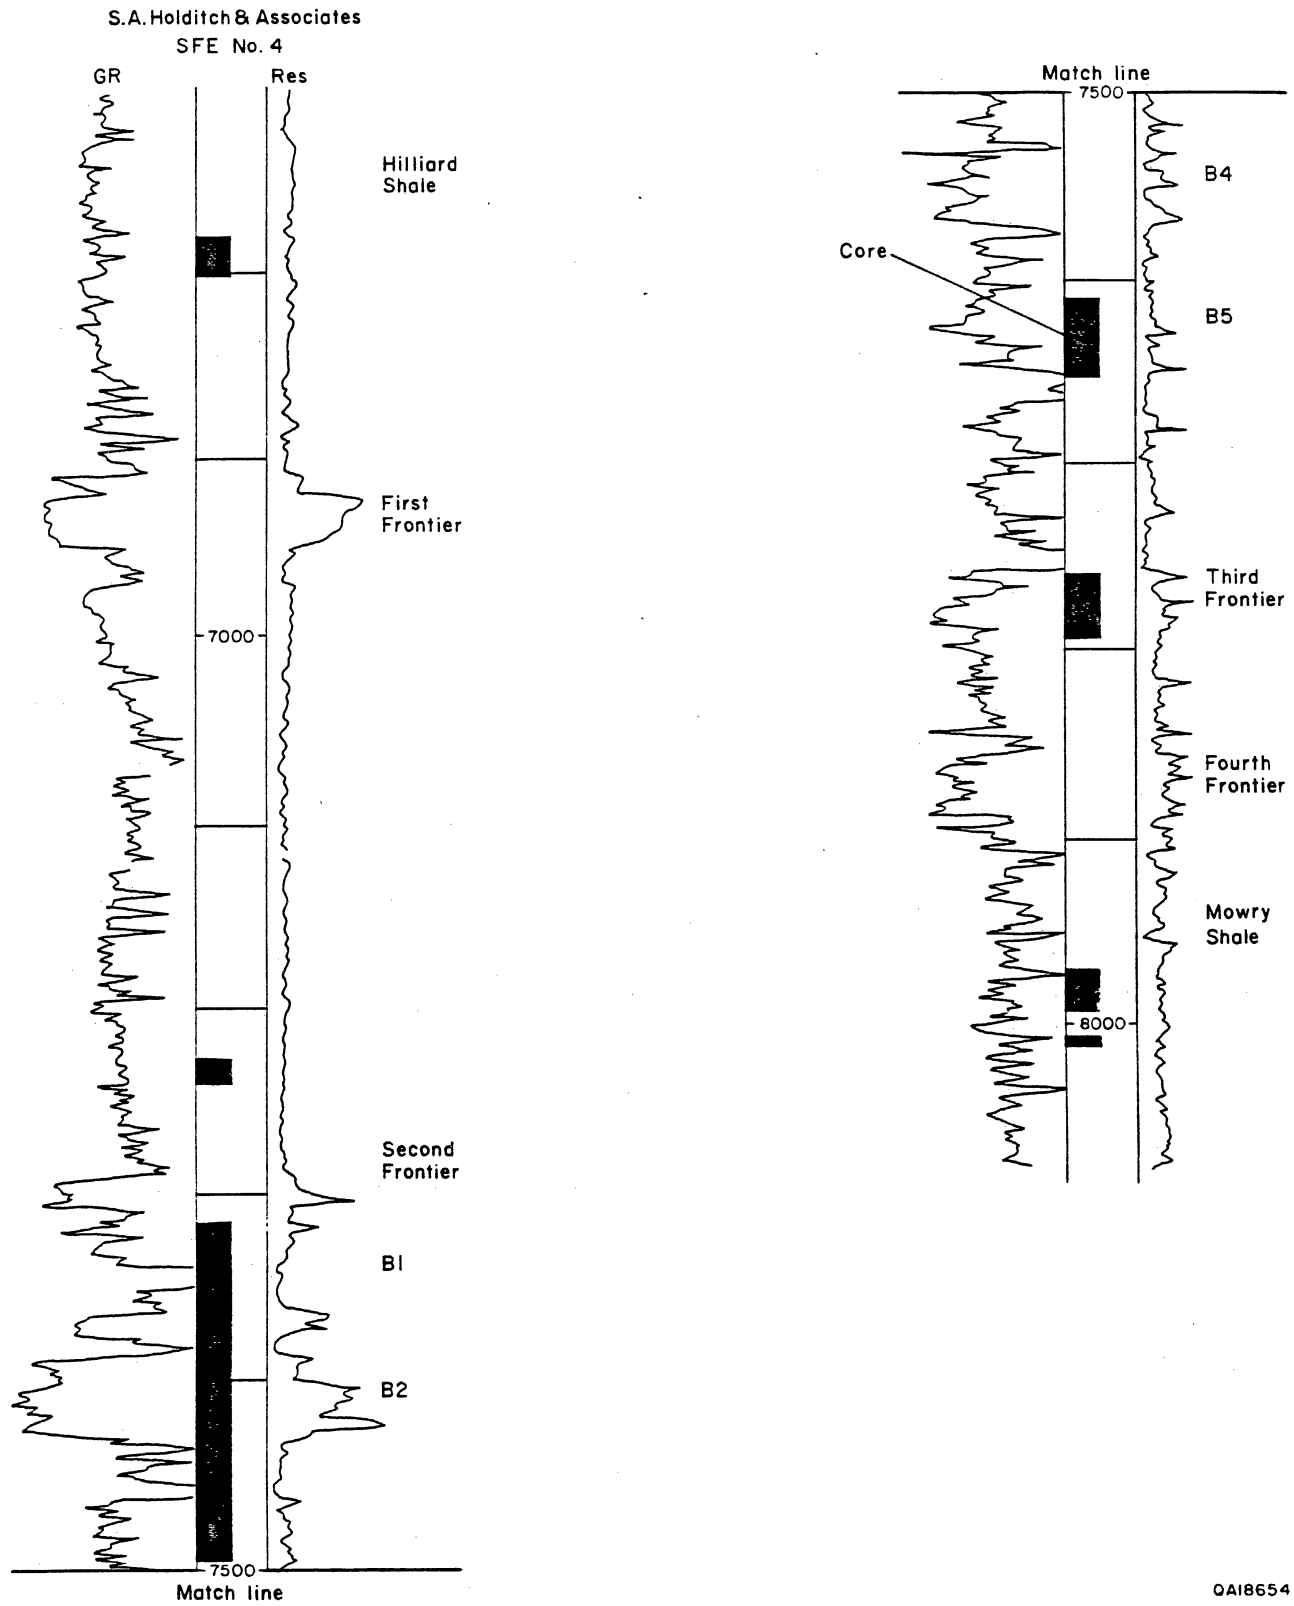 S.A. Holditch & Associates
SFE No. 4
GR
Res
Hilliard
Shale
First
Frontier
7000
Second
Frontier
B1
B2
7500
Match line
Match line
7500
B4
Core
B5
Third
Frontier
Fourth
Frontier
Mowry
Shale
8000
QA18654